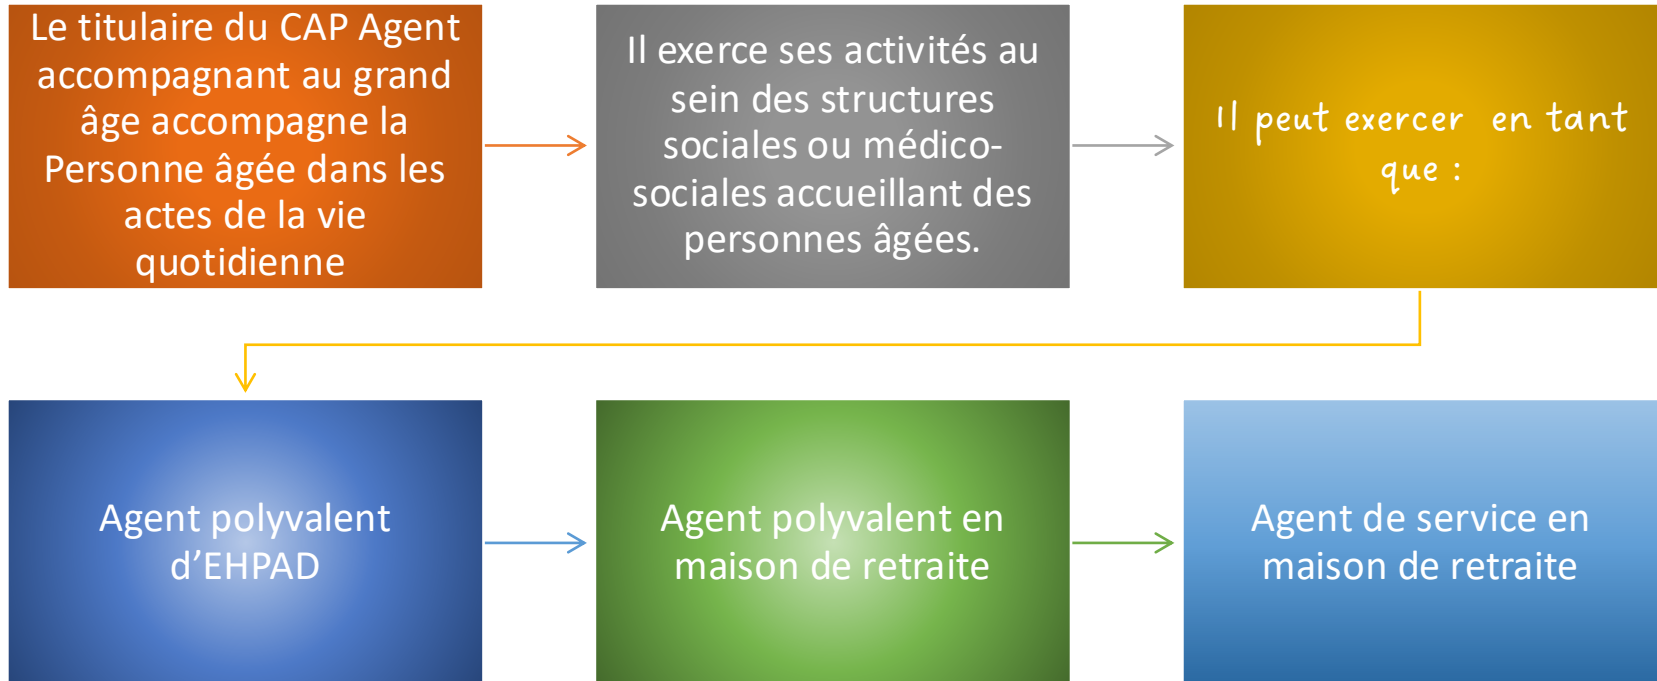 Le titulaire du CAP Agent
accompagnant au grand
âge accompagne la
Personne âgée dans les
actes de la vie
quotidienne
Il exerce ses activités au
sein des structures
sociales ou médico-
sociales accueillant des
personnes âgées.
Il peut exercer en tant
que :
Agent polyvalent
d’EHPAD
Agent polyvalent en
maison de retraite
Agent de service en
maison de retraite